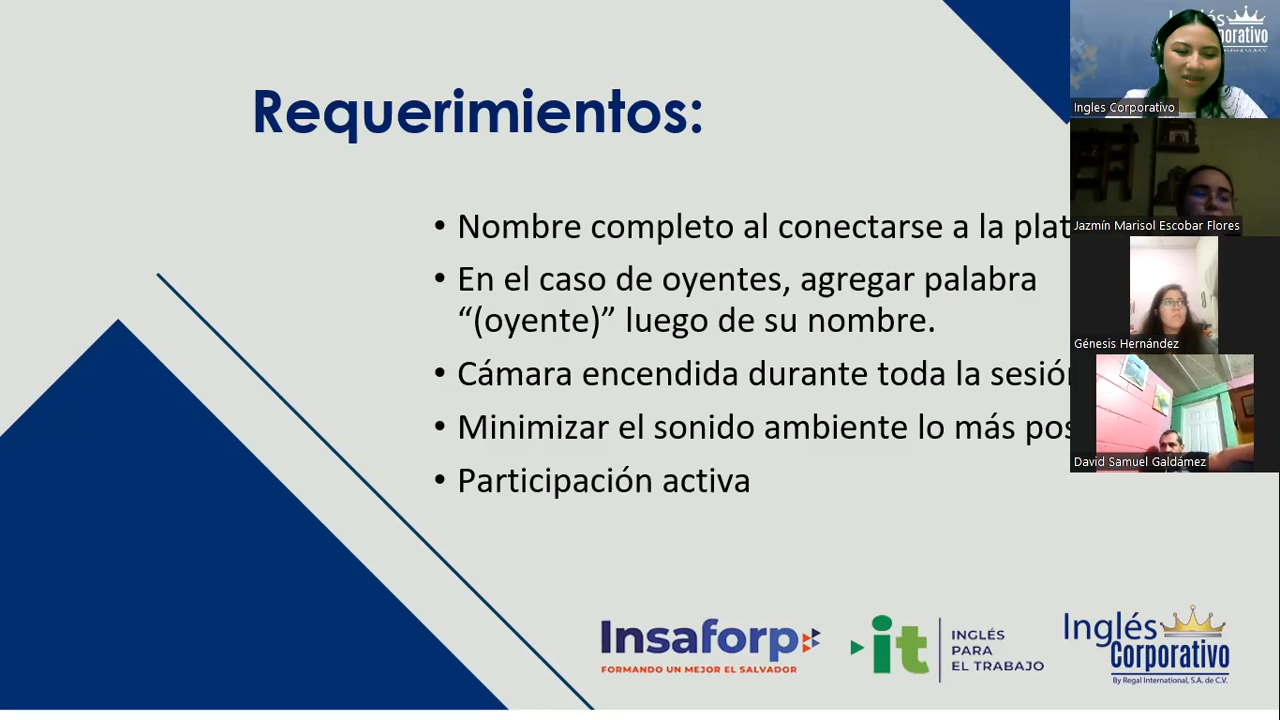 Requerimientos:
• Nombre completo al conectarse a la plat
• En el caso de oyentes, agregar palabra
“(oyente)” luego de su nombre.
• Cámara encendida durante toda la sesión
• Minimizar el sonido ambiente lo más pos
• Participación activa
Insaforp
FORMANDO UN MEJOR EL SALVADOR
it
INGLÉS
PARA
EL TRABAJO
Inglés
Corporativo
By Regal International, S.A. de C.V.
Ingles Corporativo
Jazmín Marisol Escobar Flores
Génesis Hernández
David Samuel Galdámez